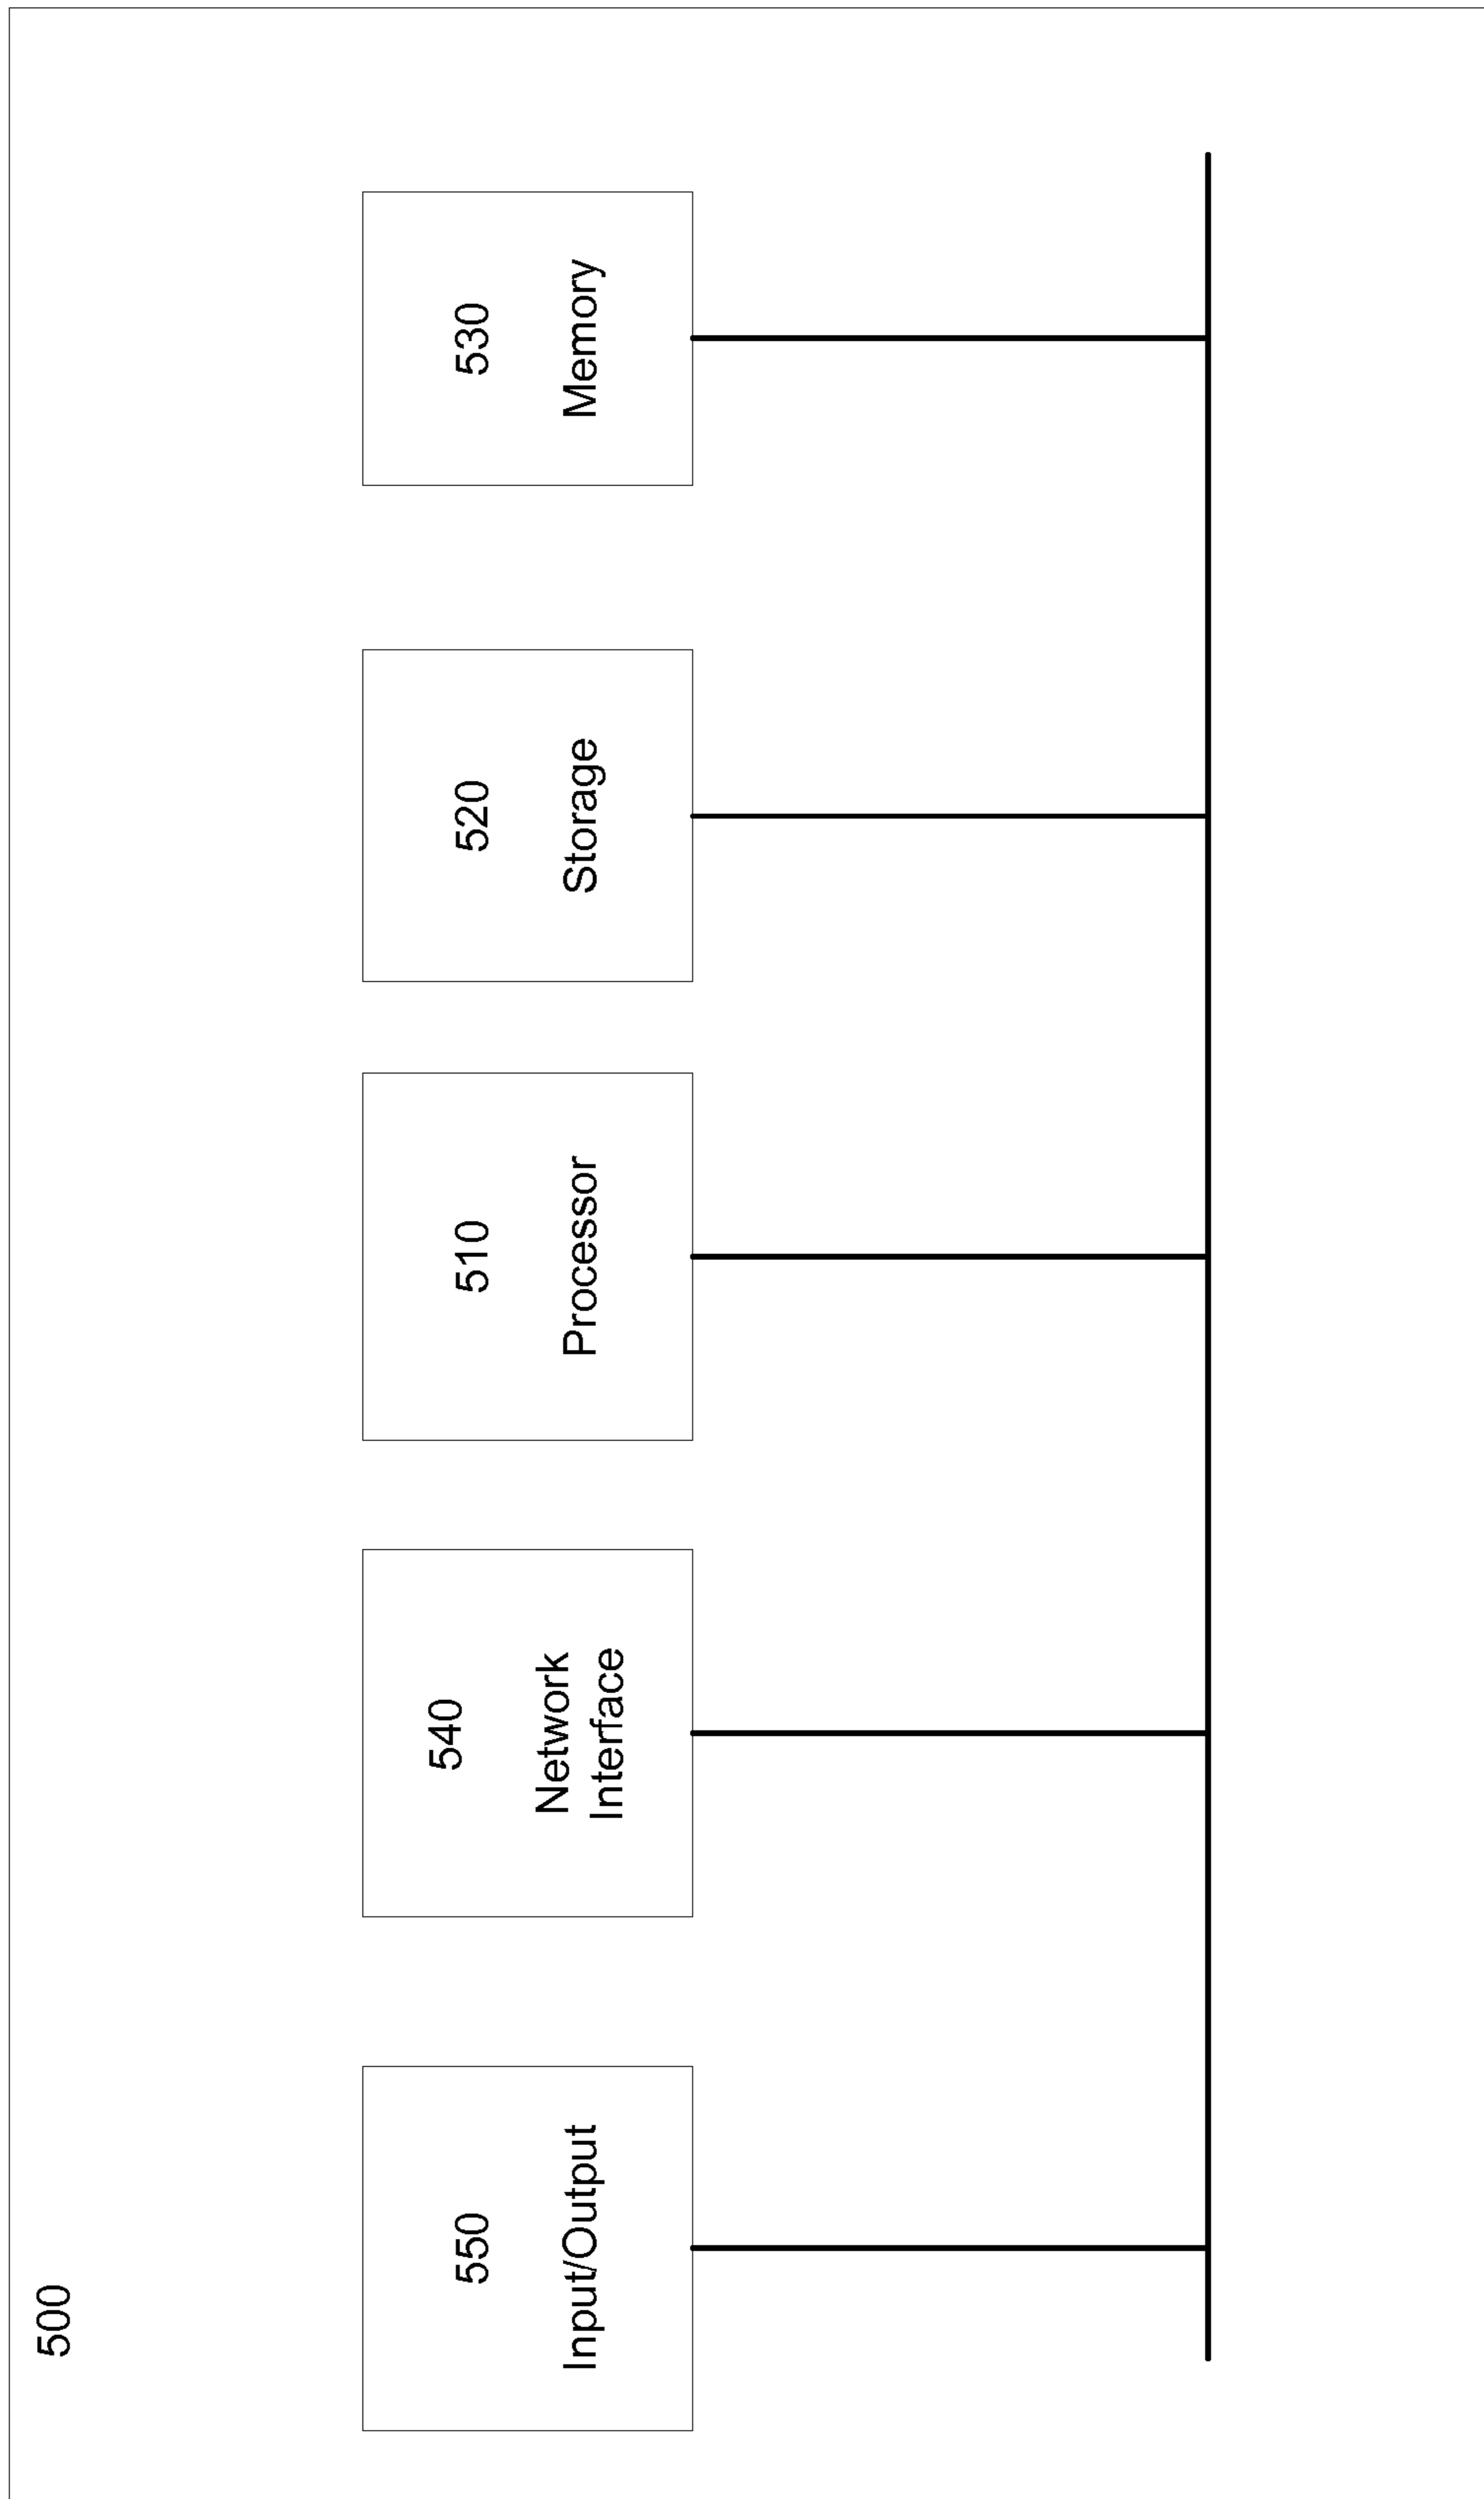 500
550
Input/Output
540
Network
Interface
510
Processor
520
Storage
530
Memory